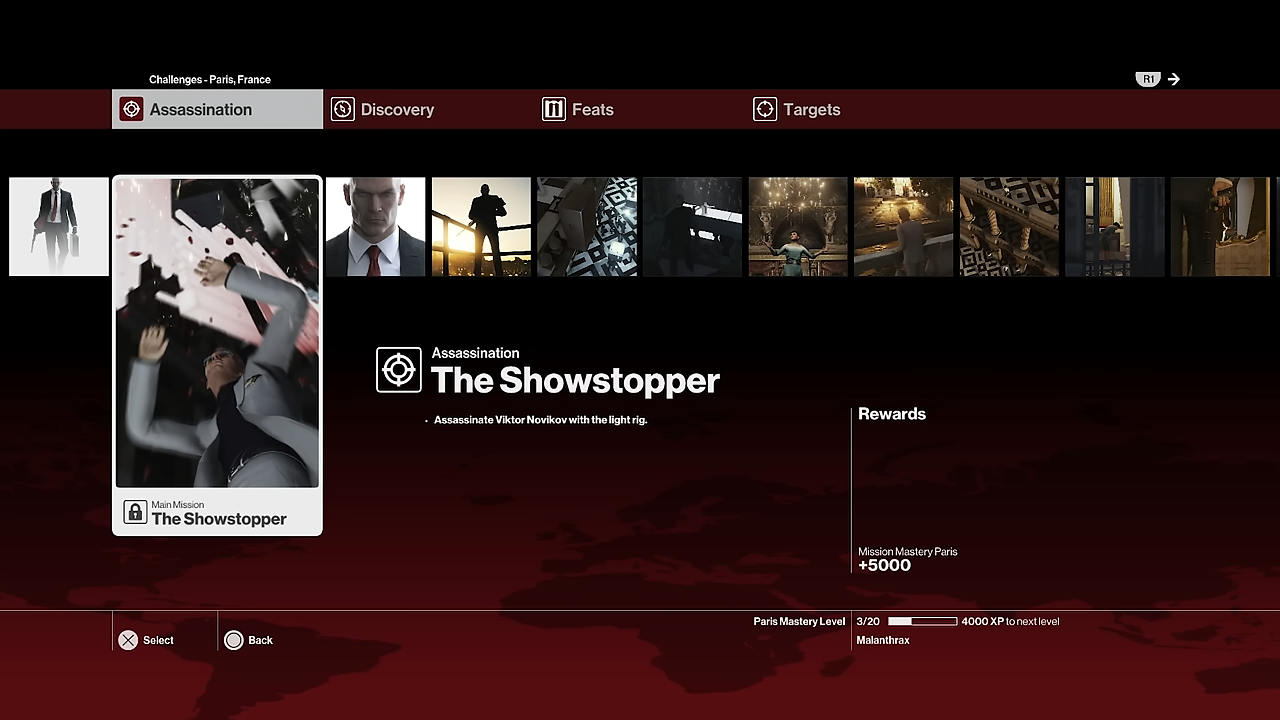 Challenges - Paris, France
R1
Assassination
Discovery
Feats
Targets
Assassination
The Showstopper
Assassinate Viktor Novikov with the light rig.
Rewards
Main Mission
The Showstopper
Mission Mastery Paris
+5000
Paris Mastery Level
3/20
4000 XP to next level
Malanthrax
Select
Back